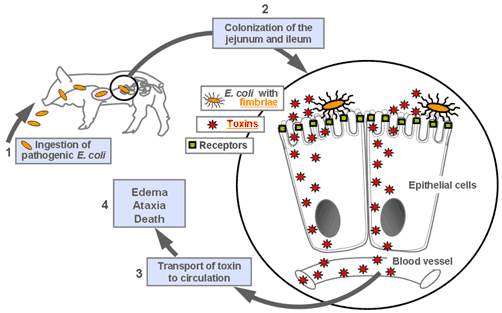 2
Colonization of the
jejunum and ileum
E. coli with
fimbriae
Toxins
Receptors
1
Ingestion of
pathogenic E. coli
Epithelial cells
4
Edema
Ataxia
Death
Blood vessel
3
Transport of toxin
to circulation